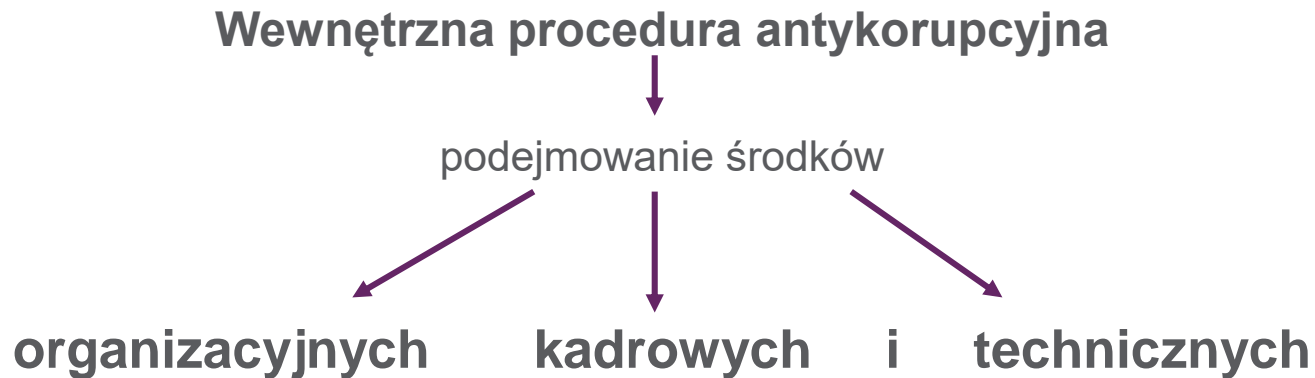 Wewnętrzna procedura antykorupcyjna
podejmowanie środków
organizacyjnych kadrowych i technicznych